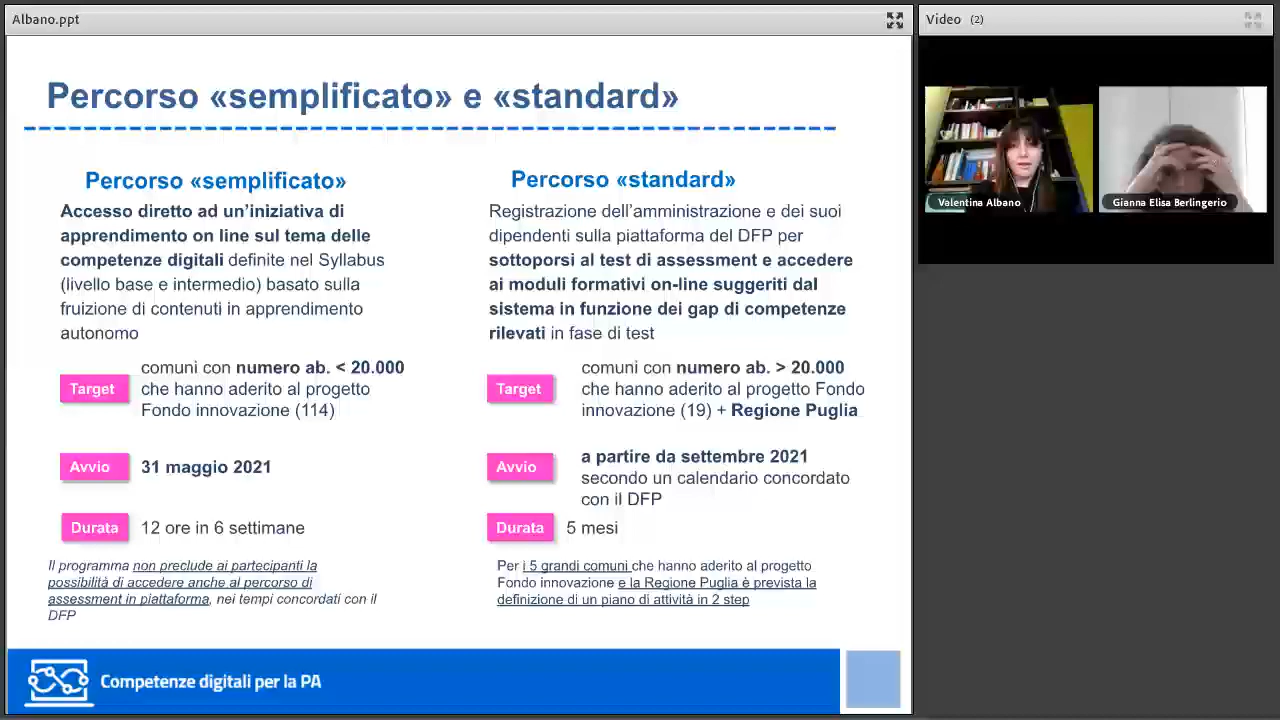 Albano.ppt
Video (2)
Percorso «semplificato» e «standard»
Percorso «semplificato»
Accesso diretto ad un’iniziativa di
apprendimento on line sul tema delle
competenze digitali definite nel Syllabus
(livello base e intermedio) basato sulla
fruizione di contenuti in apprendimento
autonomo
Target
comuni con numero ab. < 20.000
che hanno aderito al progetto
Fondo innovazione (114)
Avvio
31 maggio 2021
Durata
12 ore in 6 settimane
Il programma non preclude ai partecipanti la
possibilità di accedere anche al percorso di
assessment in piattaforma, nei tempi concordati con il
DFP
Percorso «standard»
Registrazione dell’amministrazione e dei suoi
dipendenti sulla piattaforma del DFP per
sottoporsi al test di assessment e accedere
ai moduli formativi on-line suggeriti dal
sistema in funzione dei gap di competenze
rilevati in fase di test
Target
comuni con numero ab. > 20.000
che hanno aderito al progetto Fondo
innovazione (19) + Regione Puglia
Avvio
a partire da settembre 2021
secondo un calendario concordato
con il DFP
Durata
5 mesi
Per i 5 grandi comuni che hanno aderito al progetto
Fondo innovazione e la Regione Puglia è prevista la
definizione di un piano di attività in 2 step
Competenze digitali per la PA
Valentina Albano
Gianna Elisa Berlingerio